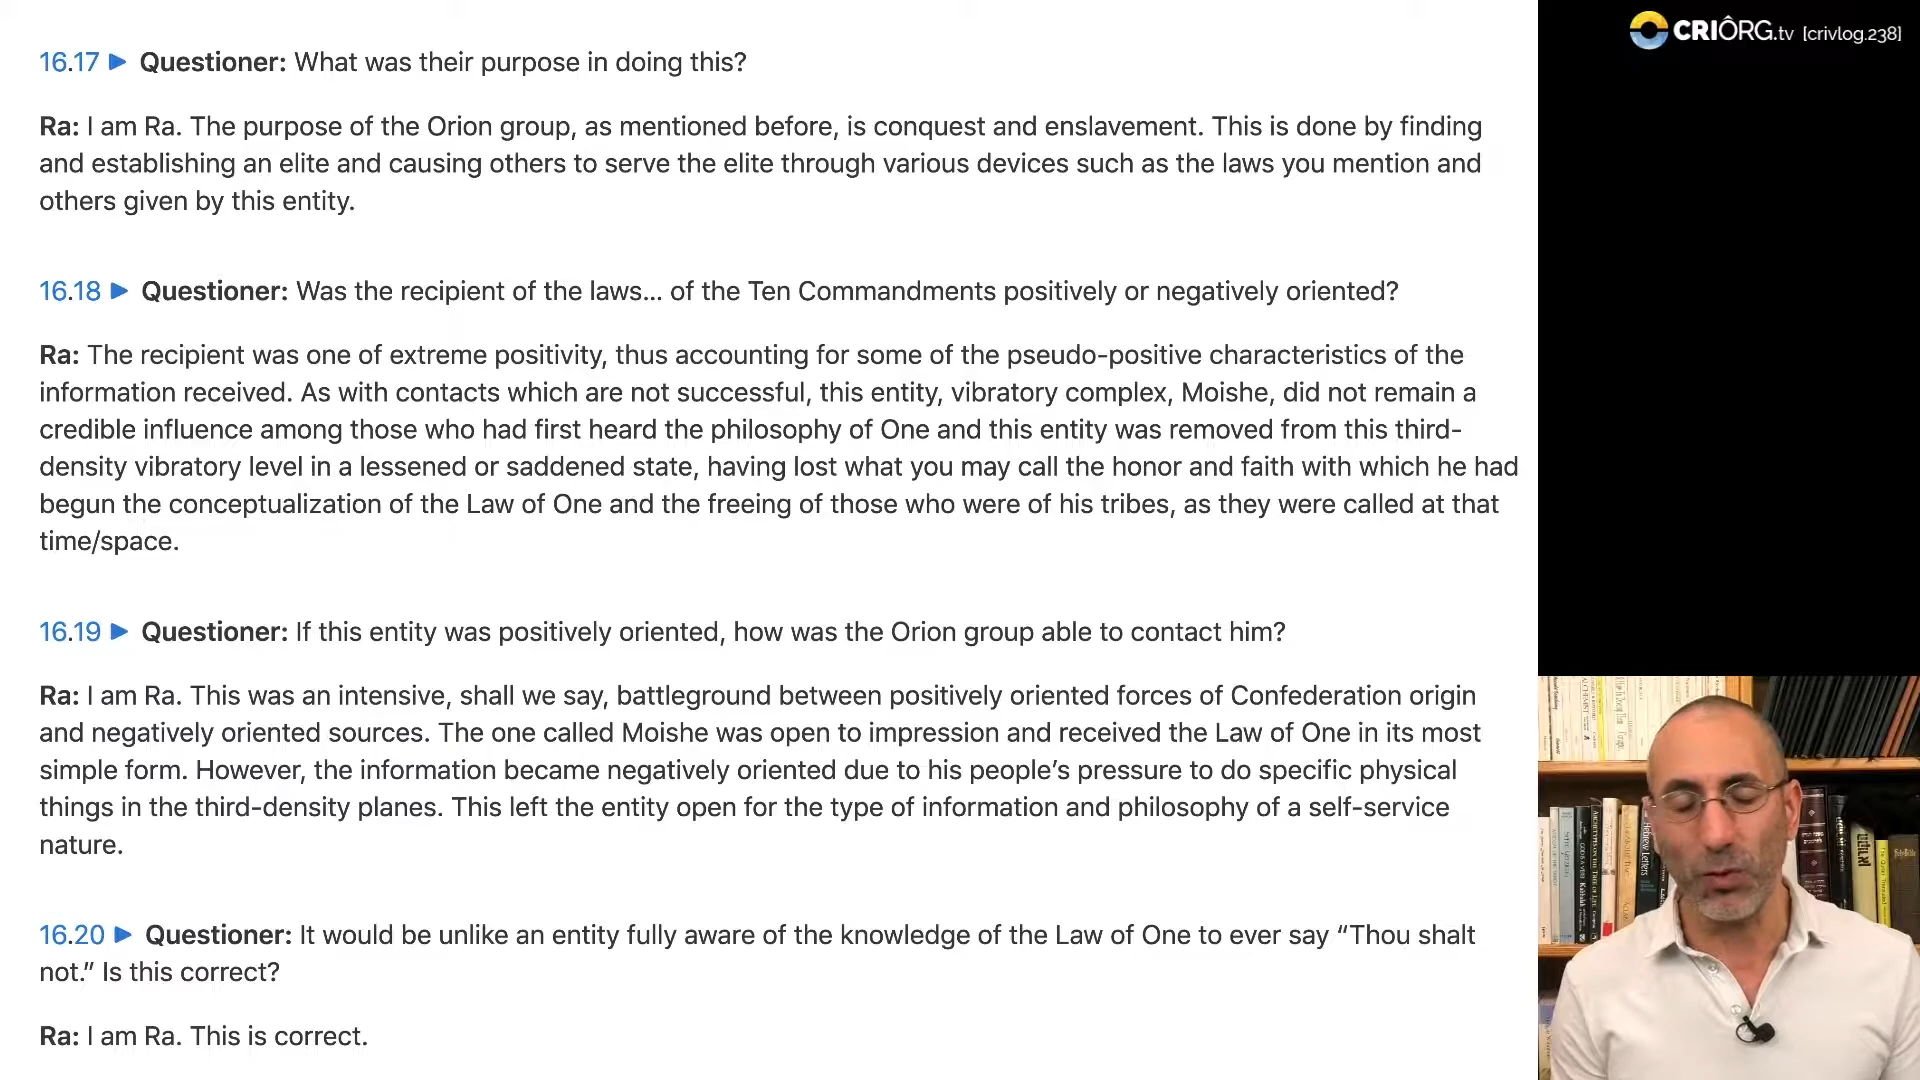 CRIÔRG.tv [crivlog.238]
16.17 ▶ Questioner: What was their purpose in doing this?
Ra: I am Ra. The purpose of the Orion group, as mentioned before, is conquest and enslavement. This is done by finding
and establishing an elite and causing others to serve the elite through various devices such as the laws you mention and
others given by this entity.
16.18 ▶ Questioner: Was the recipient of the laws... of the Ten Commandments positively or negatively oriented?
Ra: The recipient was one of extreme positivity, thus accounting for some of the pseudo-positive characteristics of the
information received. As with contacts which are not successful, this entity, vibratory complex, Moishe, did not remain a
credible influence among those who had first heard the philosophy of One and this entity was removed from this third-
density vibratory level in a lessened or saddened state, having lost what you may call the honor and faith with which he had
begun the conceptualization of the Law of One and the freeing of those who were of his tribes, as they were called at that
time/space.
16.19 ▶ Questioner: If this entity was positively oriented, how was the Orion group able to contact him?
Ra: I am Ra. This was an intensive, shall we say, battleground between positively oriented forces of Confederation origin
and negatively oriented sources. The one called Moishe was open to impression and received the Law of One in its most
simple form. However, the information became negatively oriented due to his people’s pressure to do specific physical
things in the third-density planes. This left the entity open for the type of information and philosophy of a self-service
nature.
16.20 ▶ Questioner: It would be unlike an entity fully aware of the knowledge of the Law of One to ever say “Thou shalt
not.” Is this correct?
Ra: I am Ra. This is correct.
Hebrew Letters